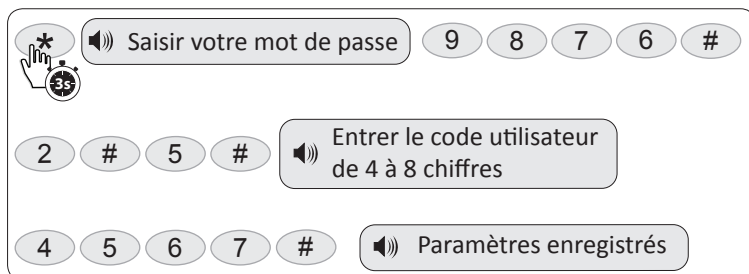 * Saisir votre mot de passe 9 8 7 6 #
3s
2 # 5 # Entrer le code utilisateur
de 4 à 8 chiffres
4 5 6 7 # Paramètres enregistrés